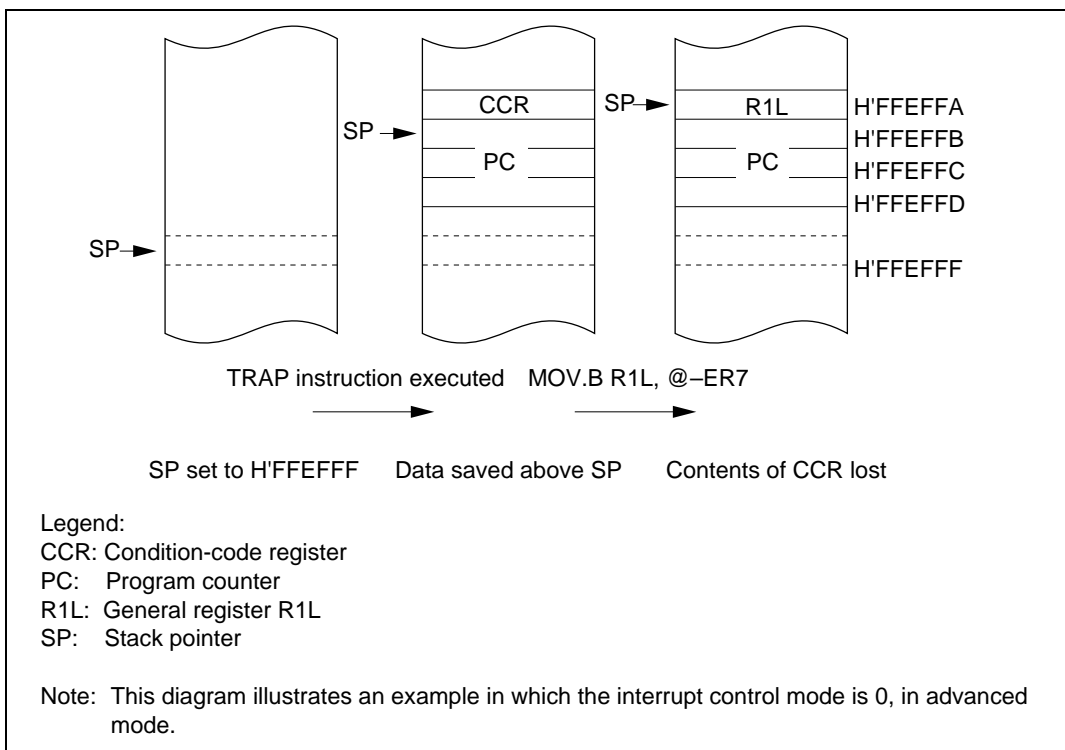 CCR
SP
R1L
H'FFEFFA
SP
H'FFEFFB
PC
PC
H'FFEFFC
H'FFEFFD
SP
H'FFEFFF
TRAP instruction executed
MOV.B R1L, @–ER7
SP set to H'FFEFFF
Data saved above SP
Contents of CCR lost
Legend:
CCR: Condition-code register
PC: Program counter
R1L: General register R1L
SP: Stack pointer
Note: This diagram illustrates an example in which the interrupt control mode is 0, in advanced
mode.